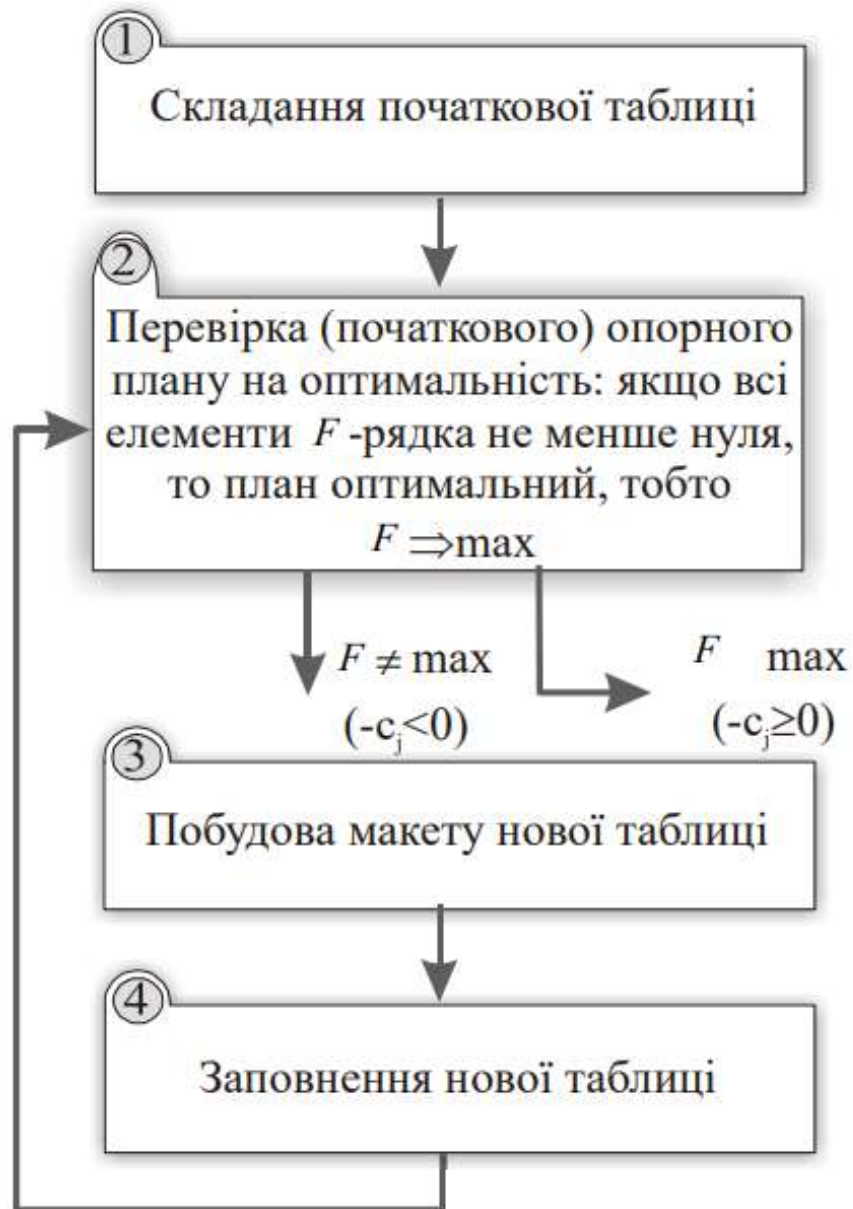 1
Складання початкової таблиці
2
Перевірка (початкового) опорного
плану на оптимальність: якщо всі
елементи F -рядка не менше нуля,
то план оптимальний, тобто
F ⇒max
F ≠ max
(-cj<0)
F max
(-cj≥0)
3
Побудова макету нової таблиці
4
Заповнення нової таблиці